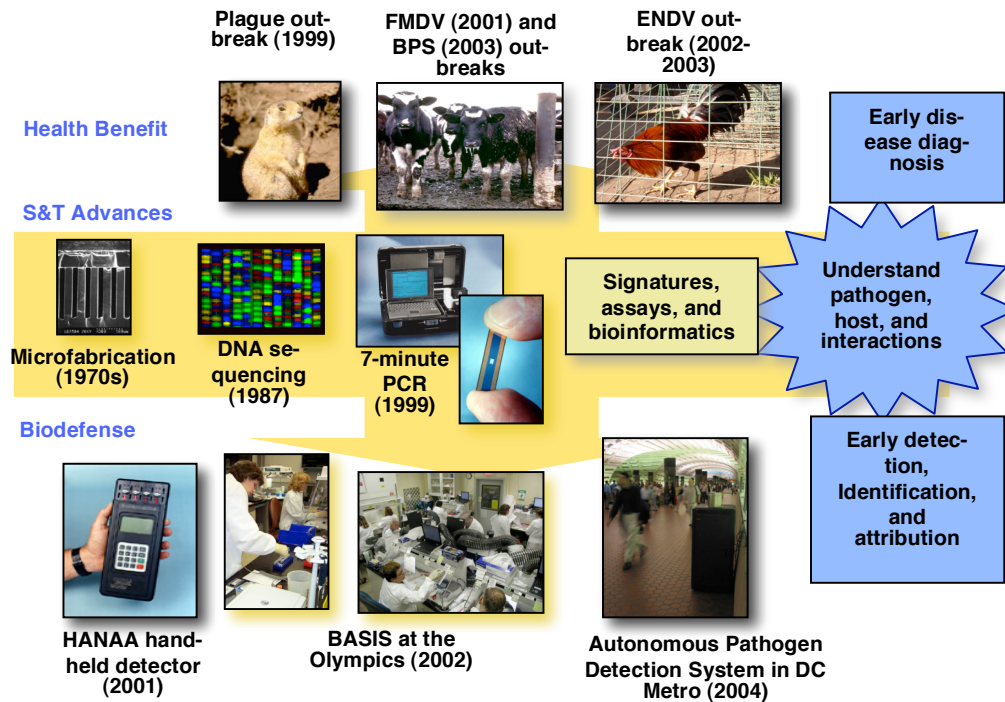 Plague out-
break (1999)
FMDV (2001) and
BPS (2003) out-
breaks
ENDV out-
break (2002-
2003)
Health Benefit
Early dis-
ease diag-
nosis
S&T Advances
Microfabrication
(1970s)
DNA se-
quencing
(1987)
7-minute
PCR
(1999)
Signatures,
assays, and
bioinformatics
Understand
pathogen,
host, and
interactions
Biodefense
Early detec-
tion,
Identification,
and
attribution
HANAA hand-
held detector
(2001)
BASIS at the
Olympics (2002)
Autonomous Pathogen
Detection System in DC
Metro (2004)